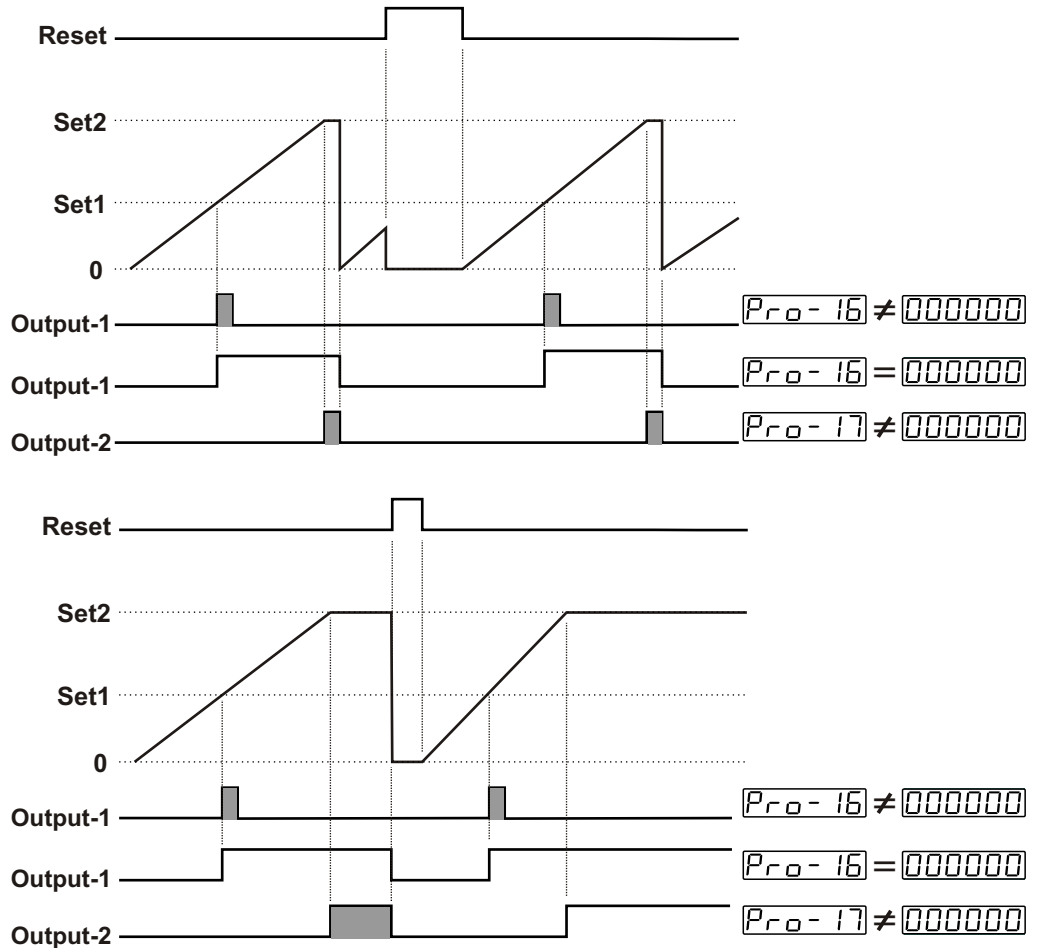 Reset
Set2
Set1
0
Output-1 Pro-16 ≠ 000000
Output-1 Pro-16 = 000000
Output-2 Pro-17 ≠ 000000
Reset
Set2
Set1
0
Output-1 Pro-16 ≠ 000000
Output-1 Pro-16 = 000000
Output-2 Pro-17 ≠ 000000